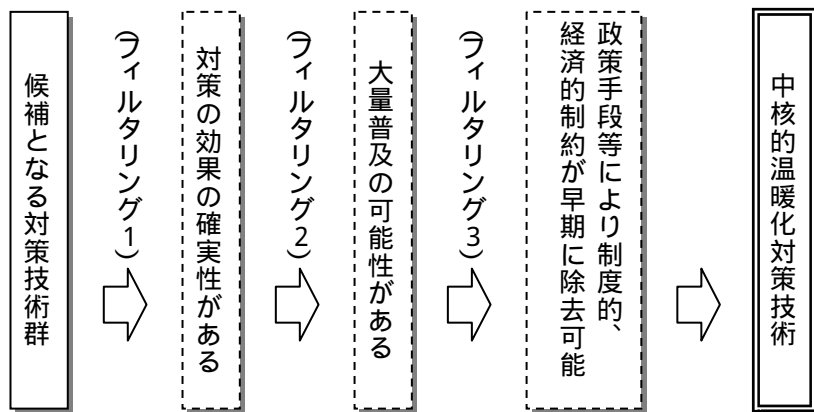 候補となる対策技術群
(フィルタリング1)
対策の効果の確実性がある
(フィルタリング2)
大量普及の可能性がある
(フィルタリング3)
政策手段等により制度的、
経済的制約が早期に除去可能
中核的温暖化対策技術